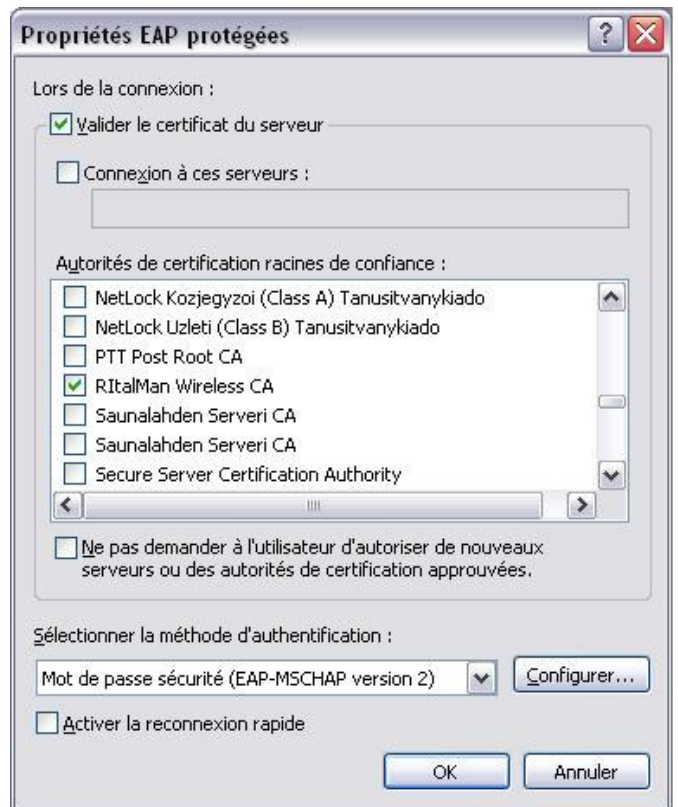 Propriétés EAP protégées
Lors de la connexion :
Valider le certificat du serveur
Connexion à ces serveurs :
Autorités de certification racines de confiance :
NetLock Kozjegyzoi (Class A) Tanusitvanykiado
NetLock Uzleti (Class B) Tanusitvanykiado
PTT Post Root CA
RItalMan Wireless CA
Saunalahden Serveri CA
Saunalahden Serveri CA
Secure Server Certification Authority
Ne pas demander à l'utilisateur d'autoriser de nouveaux
serveurs ou des autorités de certification approuvées.
Sélectionner la méthode d'authentification :
Mot de passe sécurité (EAP-MSCHAP version 2) Configurer...
Activer la reconnexion rapide
OK Annuler